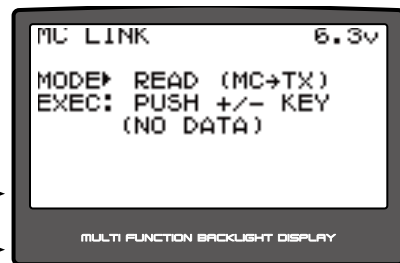 MC LINK 6.3v
MODE▸ READ (MC→TX)
EXEC: PUSH +/- KEY
(NO DATA)
MULTI FUNCTION BACKLIGHT DISPLAY